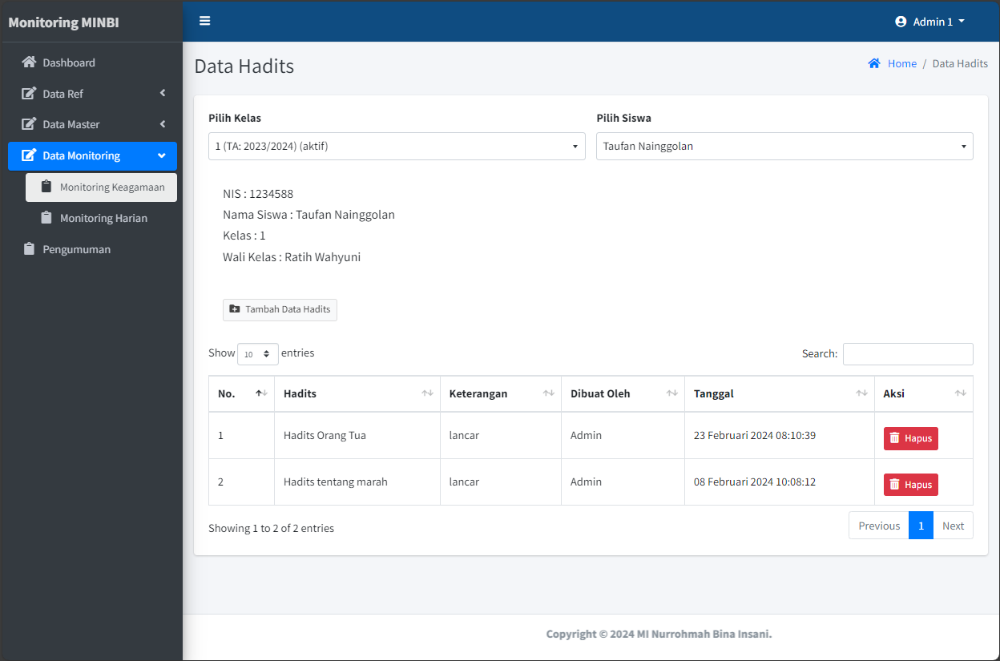 Monitoring MINBI
Admin 1
Dashboard
Data Ref
Data Master
Data Monitoring
Monitoring Keagamaan
Monitoring Harian
Pengumuman
Data Hadits
Home / Data Hadits
Pilih Kelas
1 (TA: 2023/2024) (aktif)
Pilih Siswa
Taufan Nainggolan
NIS : 1234588
Nama Siswa : Taufan Nainggolan
Kelas : 1
Wali Kelas : Ratih Wahyuni
Tambah Data Hadits
Show 10 entries
Search:
No. Hadits Keterangan Dibuat Oleh Tanggal Aksi
1 Hadits Orang Tua lancar Admin 23 Februari 2024 08:10:39 Hapus
2 Hadits tentang marah lancar Admin 08 Februari 2024 10:08:12 Hapus
Showing 1 to 2 of 2 entries
Previous 1 Next
Copyright © 2024 MI Nurrohmah Bina Insani.